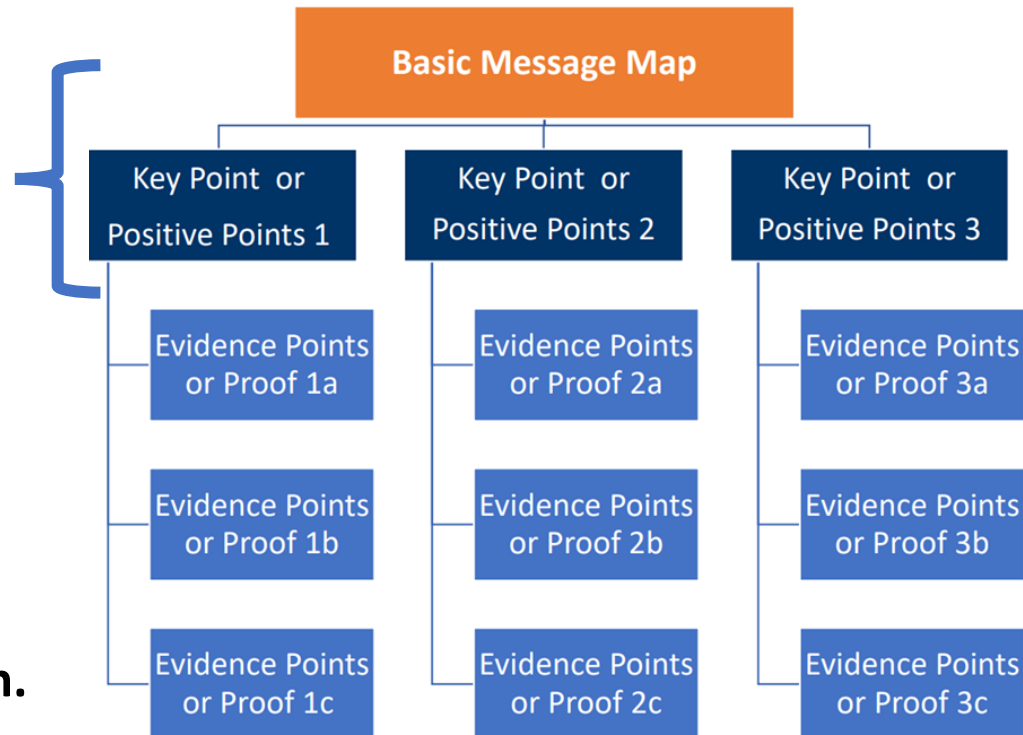 Basic Message Map
Key Point or
Positive Points 1
Key Point or
Positive Points 2
Key Point or
Positive Points 3
Evidence Points
or Proof 1a
Evidence Points
or Proof 2a
Evidence Points
or Proof 3a
Evidence Points
or Proof 1b
Evidence Points
or Proof 2b
Evidence Points
or Proof 3b
Evidence Points
or Proof 1c
Evidence Points
or Proof 2c
Evidence Points
or Proof 3c